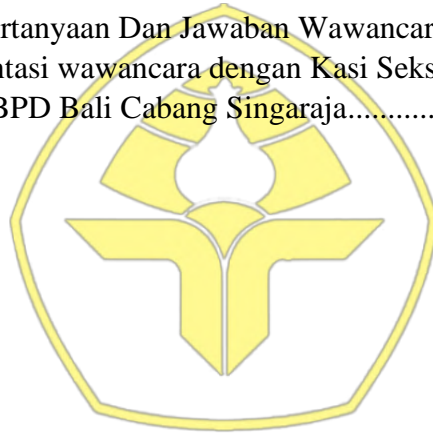 rtanyaan Dan Jawaban Wawancar
ntasi wawancara dengan Kasi Seks
BPD Bali Cabang Singaraja...........